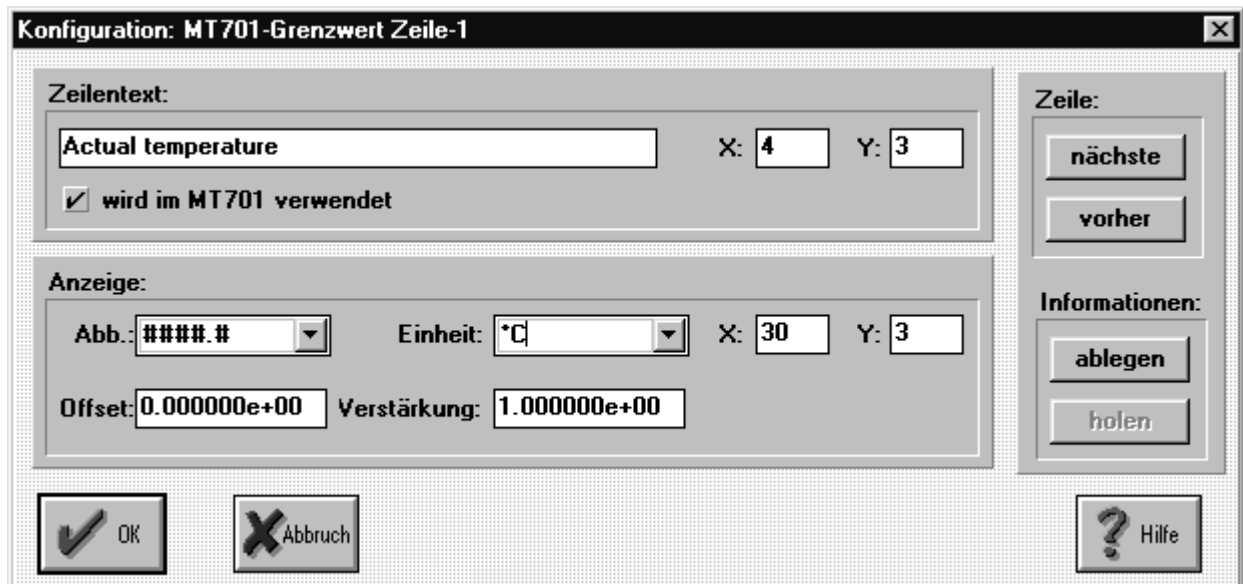 Konfiguration: MT701-Grenzwert Zeile-1
Zeilentext:
Actual temperature X: 4 Y: 3
wird im MT701 verwendet
Anzeige:
Abb.: ####.# Einheit: *C X: 30 Y: 3
Offset: 0.000000e+00 Verstärkung: 1.000000e+00
Zeile:
nächste
vorher
Informationen:
ablegen
holen
OK Abbruch Hilfe